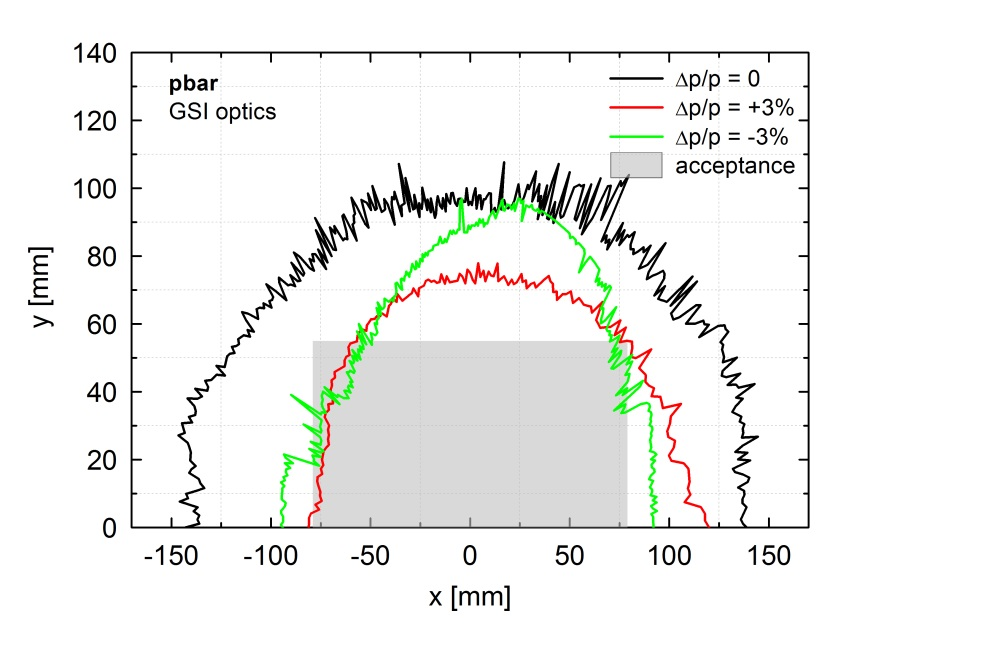 pbar
GSI optics
Δp/p = 0
Δp/p = +3%
Δp/p = -3%
acceptance
140
120
100
80
60
40
20
0
y [mm]
-150 -100 -50 0 50 100 150
x [mm]